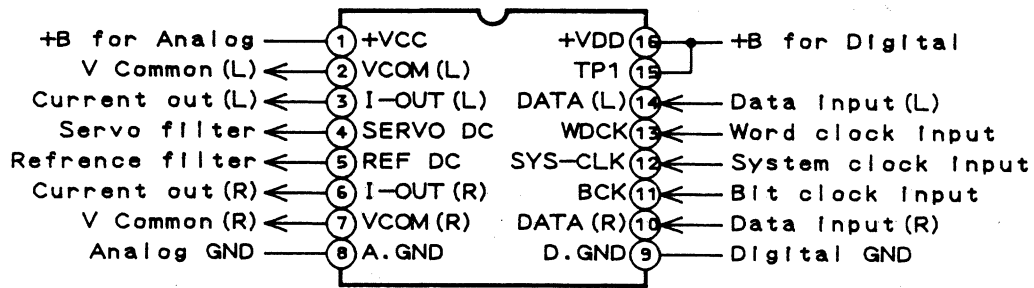 +B for Analog 1 +VCC +VDD 16 +B for Digital
V Common (L) 2 VCOM (L) TP1 15
Current out (L) 3 I-OUT (L) DATA (L) 14 Data input (L)
Servo filter 4 SERVO DC WDCK 13 Word clock input
Refrence filter 5 REF DC SYS-CLK 12 System clock input
Current out (R) 6 I-OUT (R) BCK 11 Bit clock input
V Common (R) 7 VCOM (R) DATA (R) 10 Data input (R)
Analog GND 8 A.GND D.GND 9 Digital GND